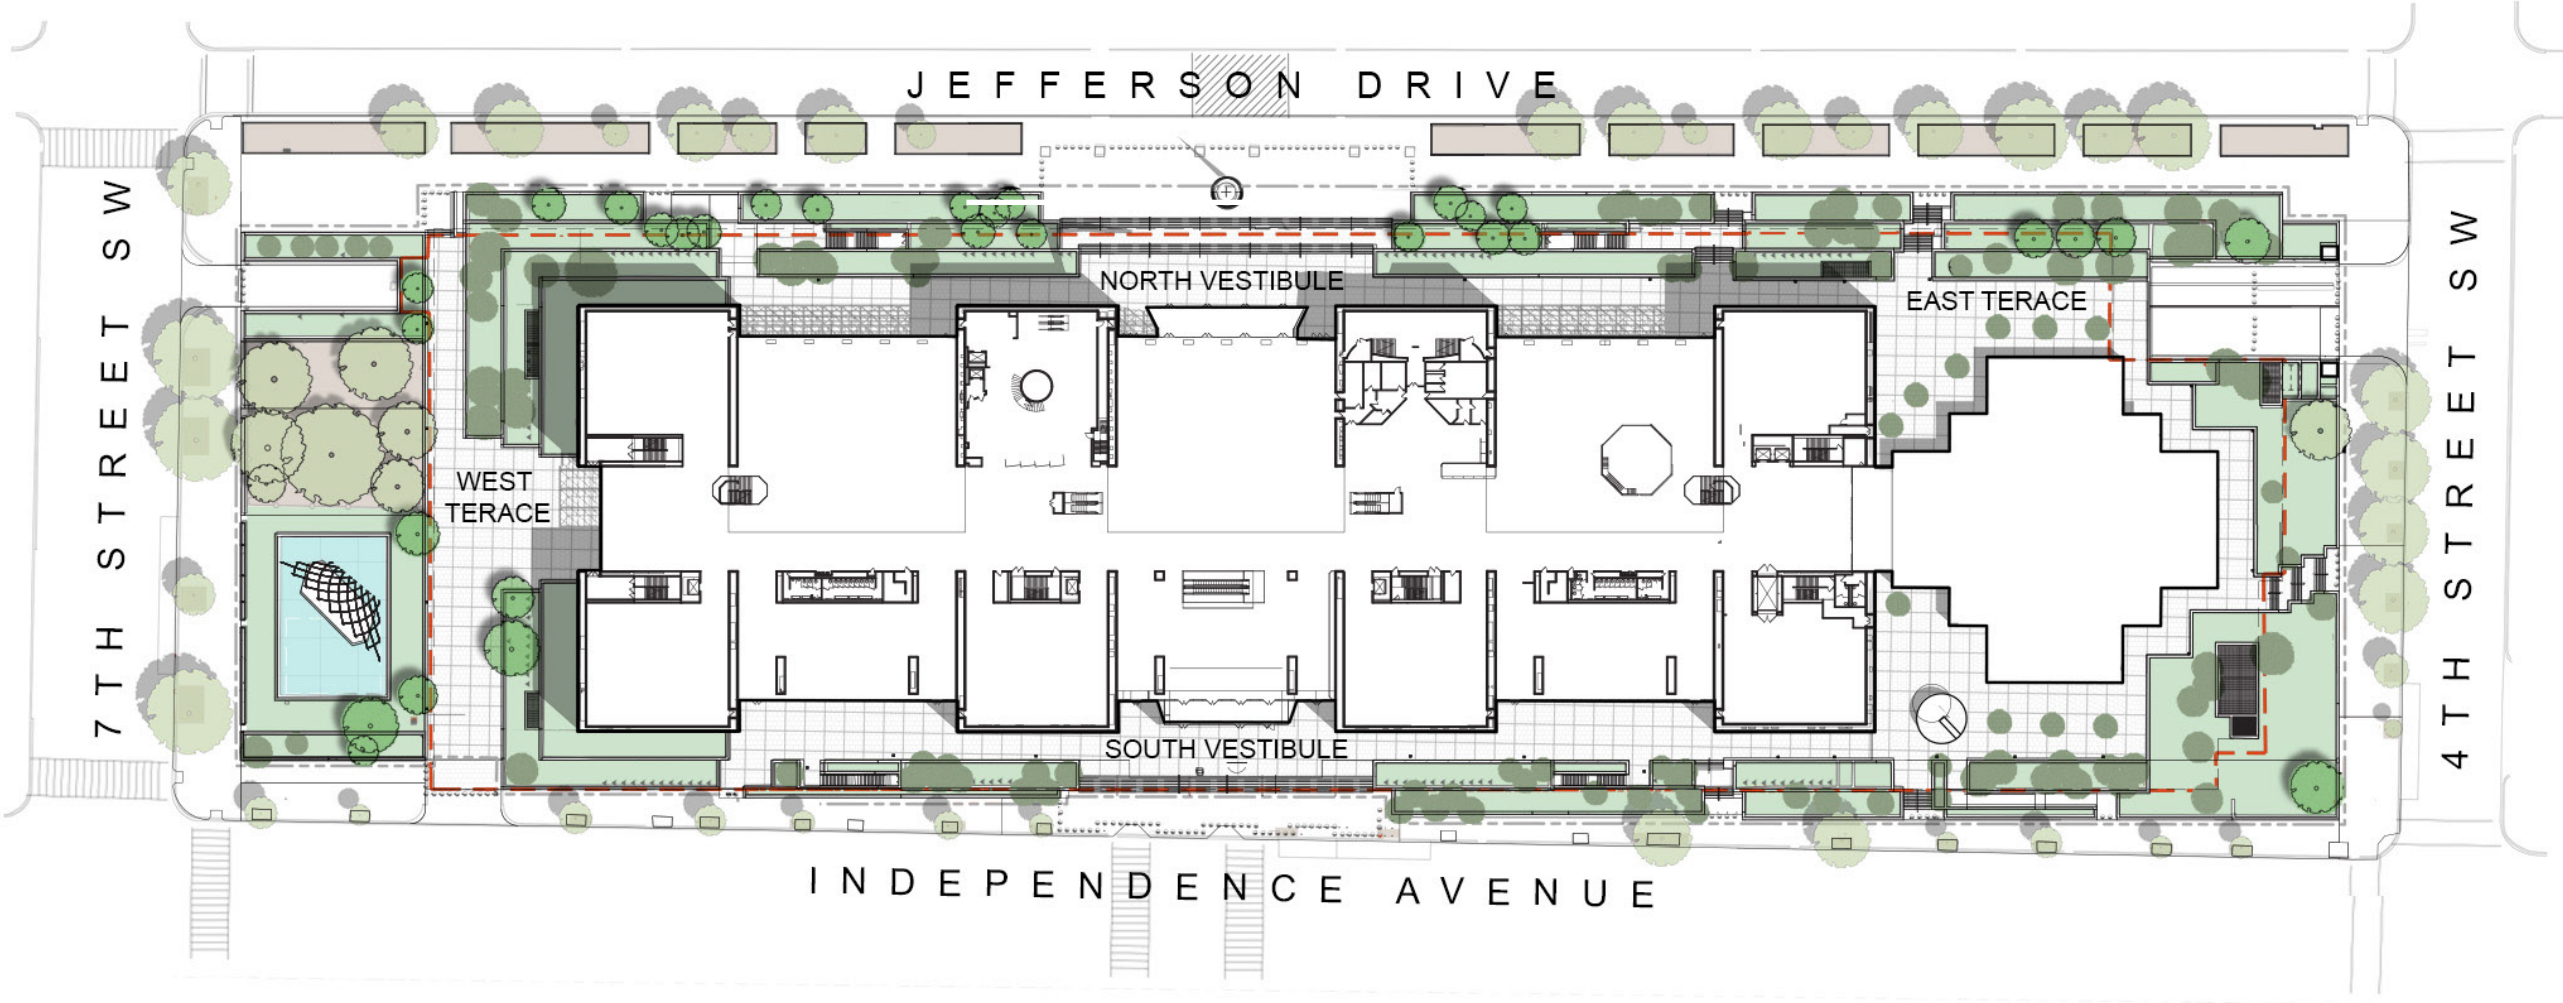 JEFFERSON DRIVE
NORTH VESTIBULE
EAST TERACE
7TH STREET SW
4TH STREET SW
WEST
TERACE
SOUTH VESTIBULE
INDEPENDENCE AVENUE